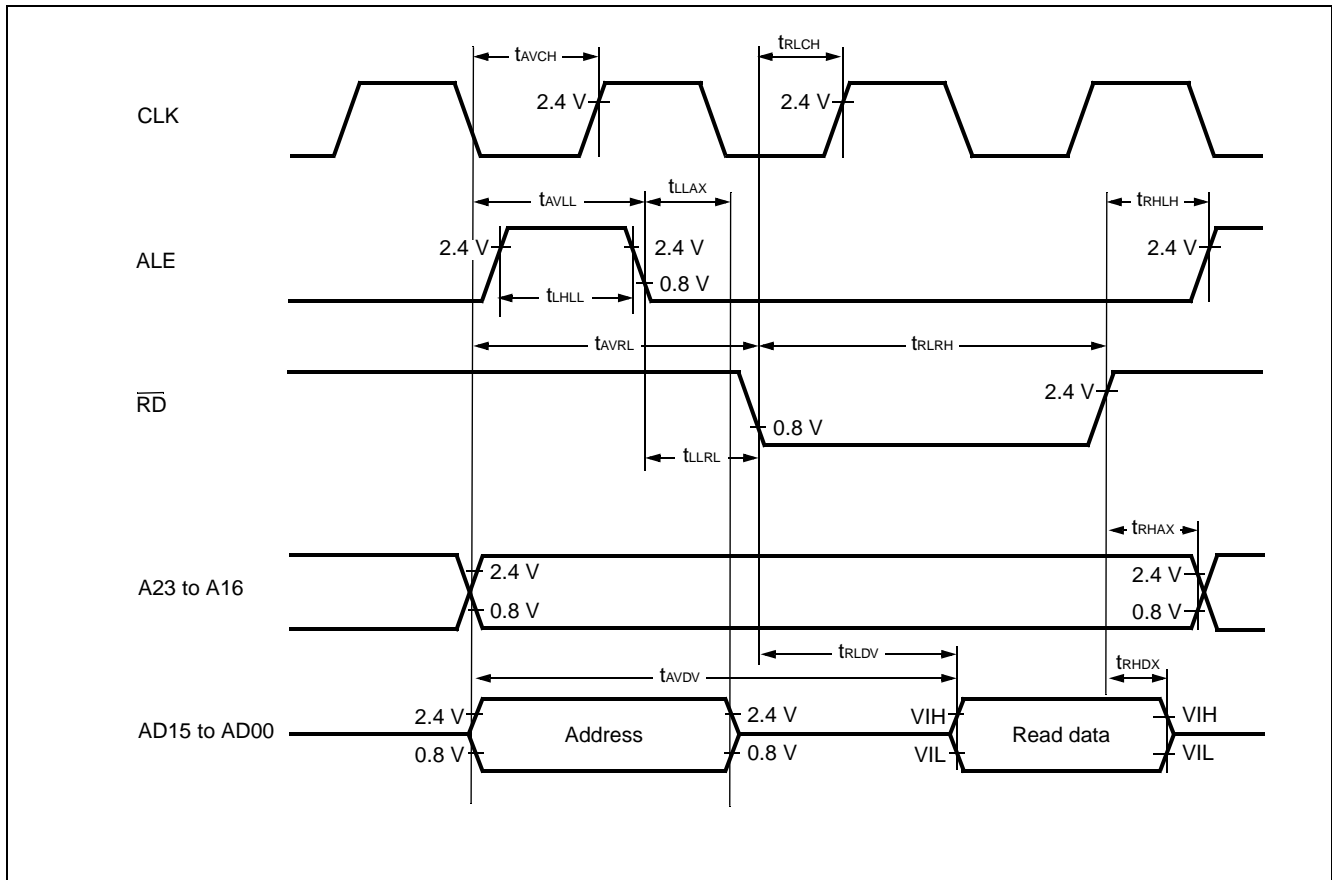 tAVCH
tRLCH
CLK
2.4 V
2.4 V
tAVLL
tLLAX
tRHLH
ALE
2.4 V
2.4 V
2.4 V
0.8 V
tLHLL
tAVRL
tRLRH
RD
2.4 V
0.8 V
tLLRL
tRHAX
A23 to A16
2.4 V
2.4 V
0.8 V
0.8 V
tRLDV
tAVDV
tRHDX
AD15 to AD00
2.4 V
2.4 V
VIH
VIH
Address
Read data
0.8 V
0.8 V
VIL
VIL